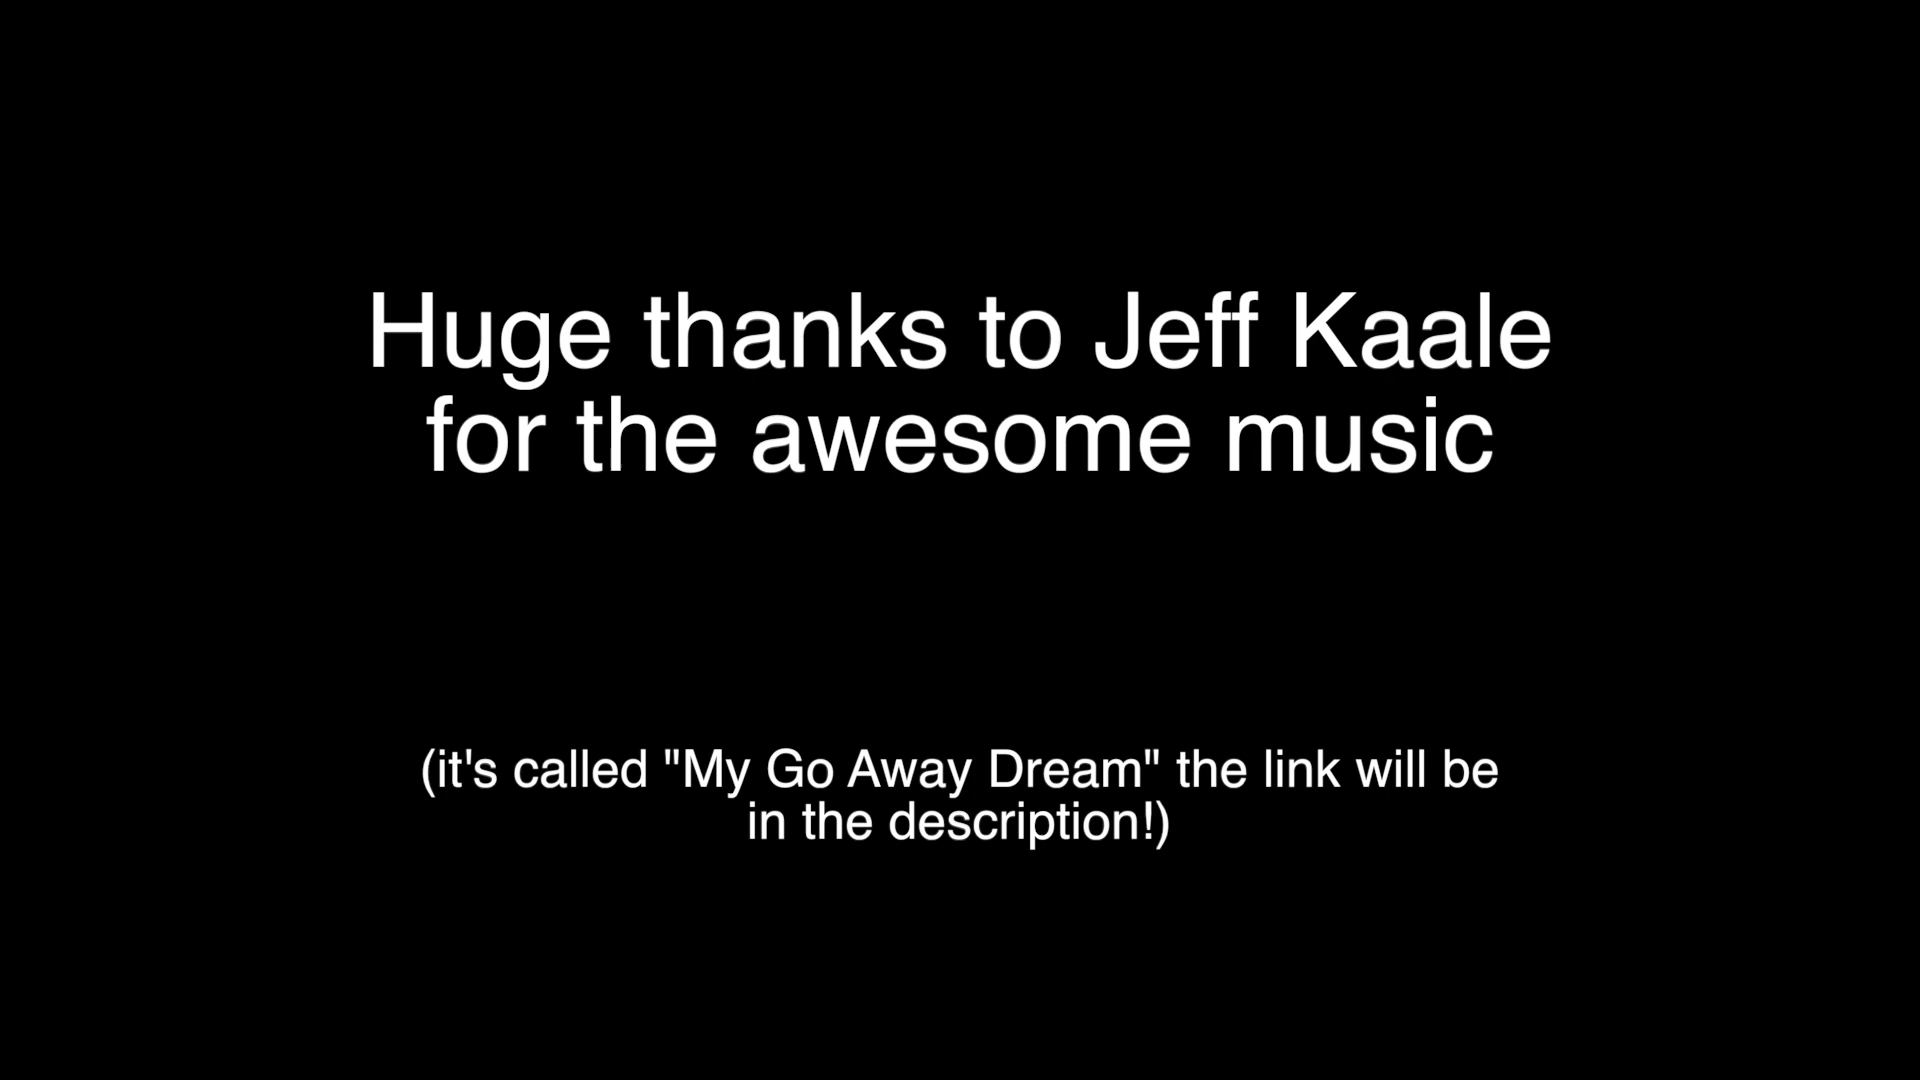 Huge thanks to Jeff Kaale
for the awesome music
(it's called "My Go Away Dream" the link will be
in the description!)